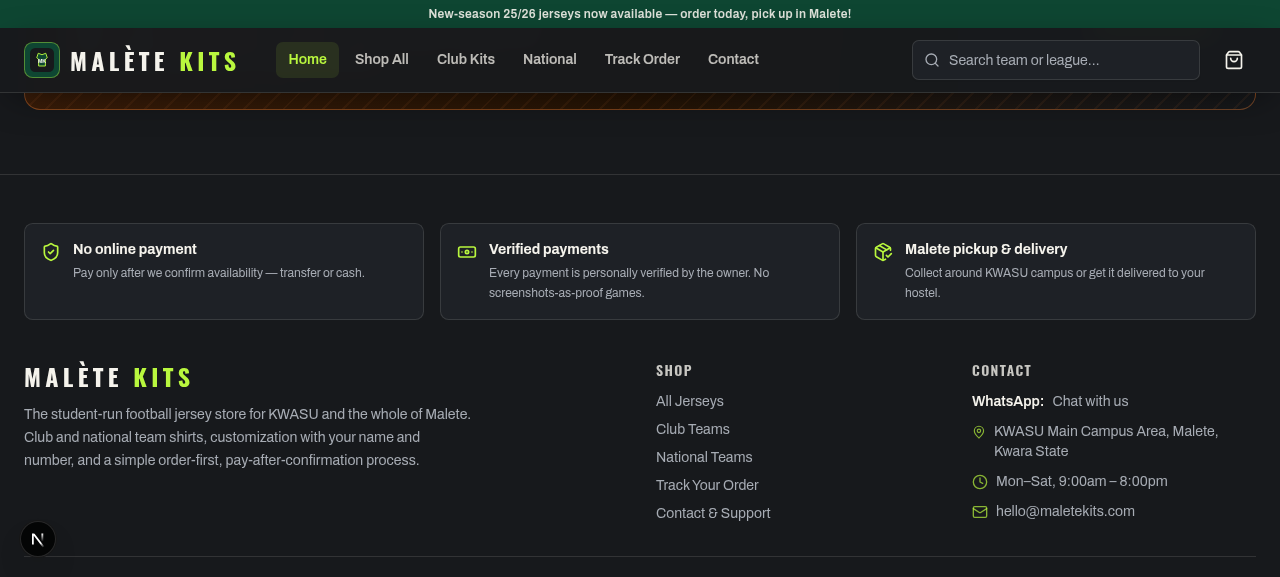 New-season 25/26 jerseys now available — order today, pick up in Malete!
MALÈTE KITS
Home
Shop All
Club Kits
National
Track Order
Contact
Search team or league...
No online payment
Pay only after we confirm availability — transfer or cash.
Verified payments
Every payment is personally verified by the owner. No
screenshots-as-proof games.
Malete pickup & delivery
Collect around KWASU campus or get it delivered to your
hostel.
MALÈTE KITS
The student-run football jersey store for KWASU and the whole of Malete.
Club and national team shirts, customization with your name and
number, and a simple order-first, pay-after-confirmation process.
SHOP
All Jerseys
Club Teams
National Teams
Track Your Order
Contact & Support
CONTACT
WhatsApp: Chat with us
KWASU Main Campus Area, Malete,
Kwara State
Mon–Sat, 9:00am – 8:00pm
hello@maletekits.com
N